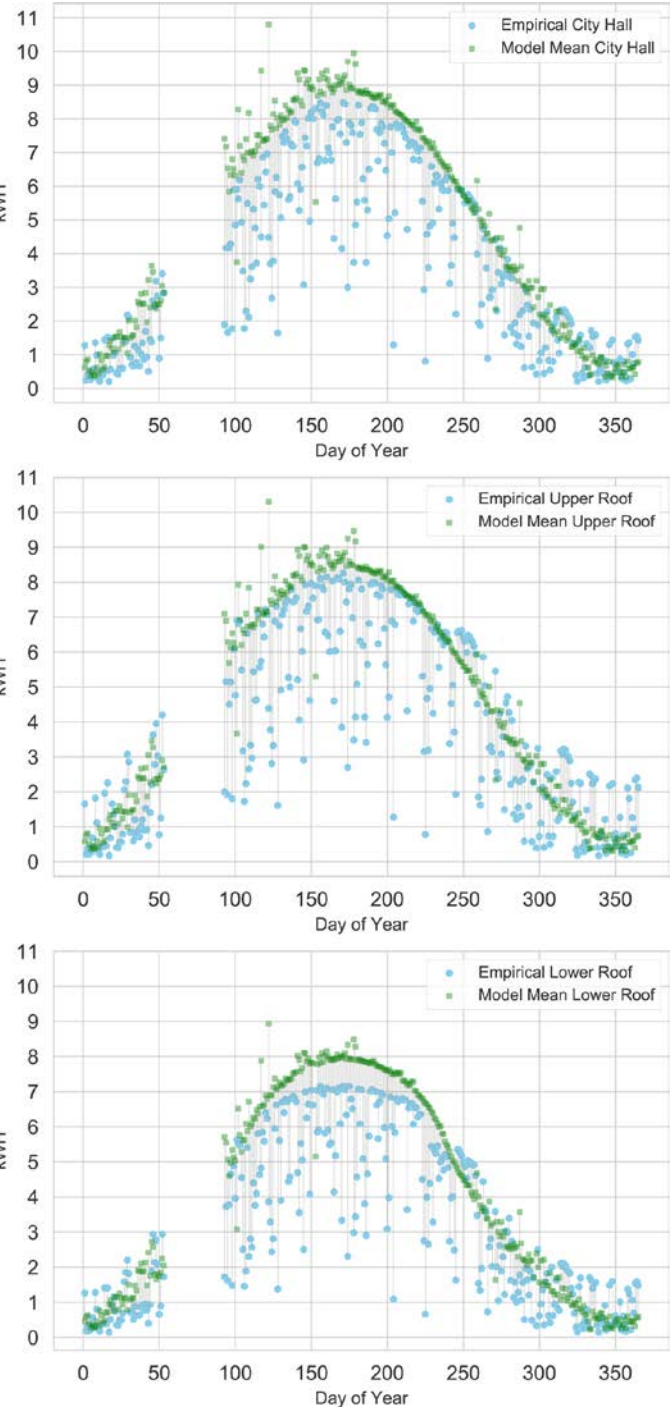 11
10
9
8
7
6
5
4
3
2
1
0
kWH
Empirical City Hall
Model Mean City Hall
0 50 100 150 200 250 300 350
Day of Year
11
10
9
8
7
6
5
4
3
2
1
0
kWH
Empirical Upper Roof
Model Mean Upper Roof
0 50 100 150 200 250 300 350
Day of Year
11
10
9
8
7
6
5
4
3
2
1
0
kWH
Empirical Lower Roof
Model Mean Lower Roof
0 50 100 150 200 250 300 350
Day of Year